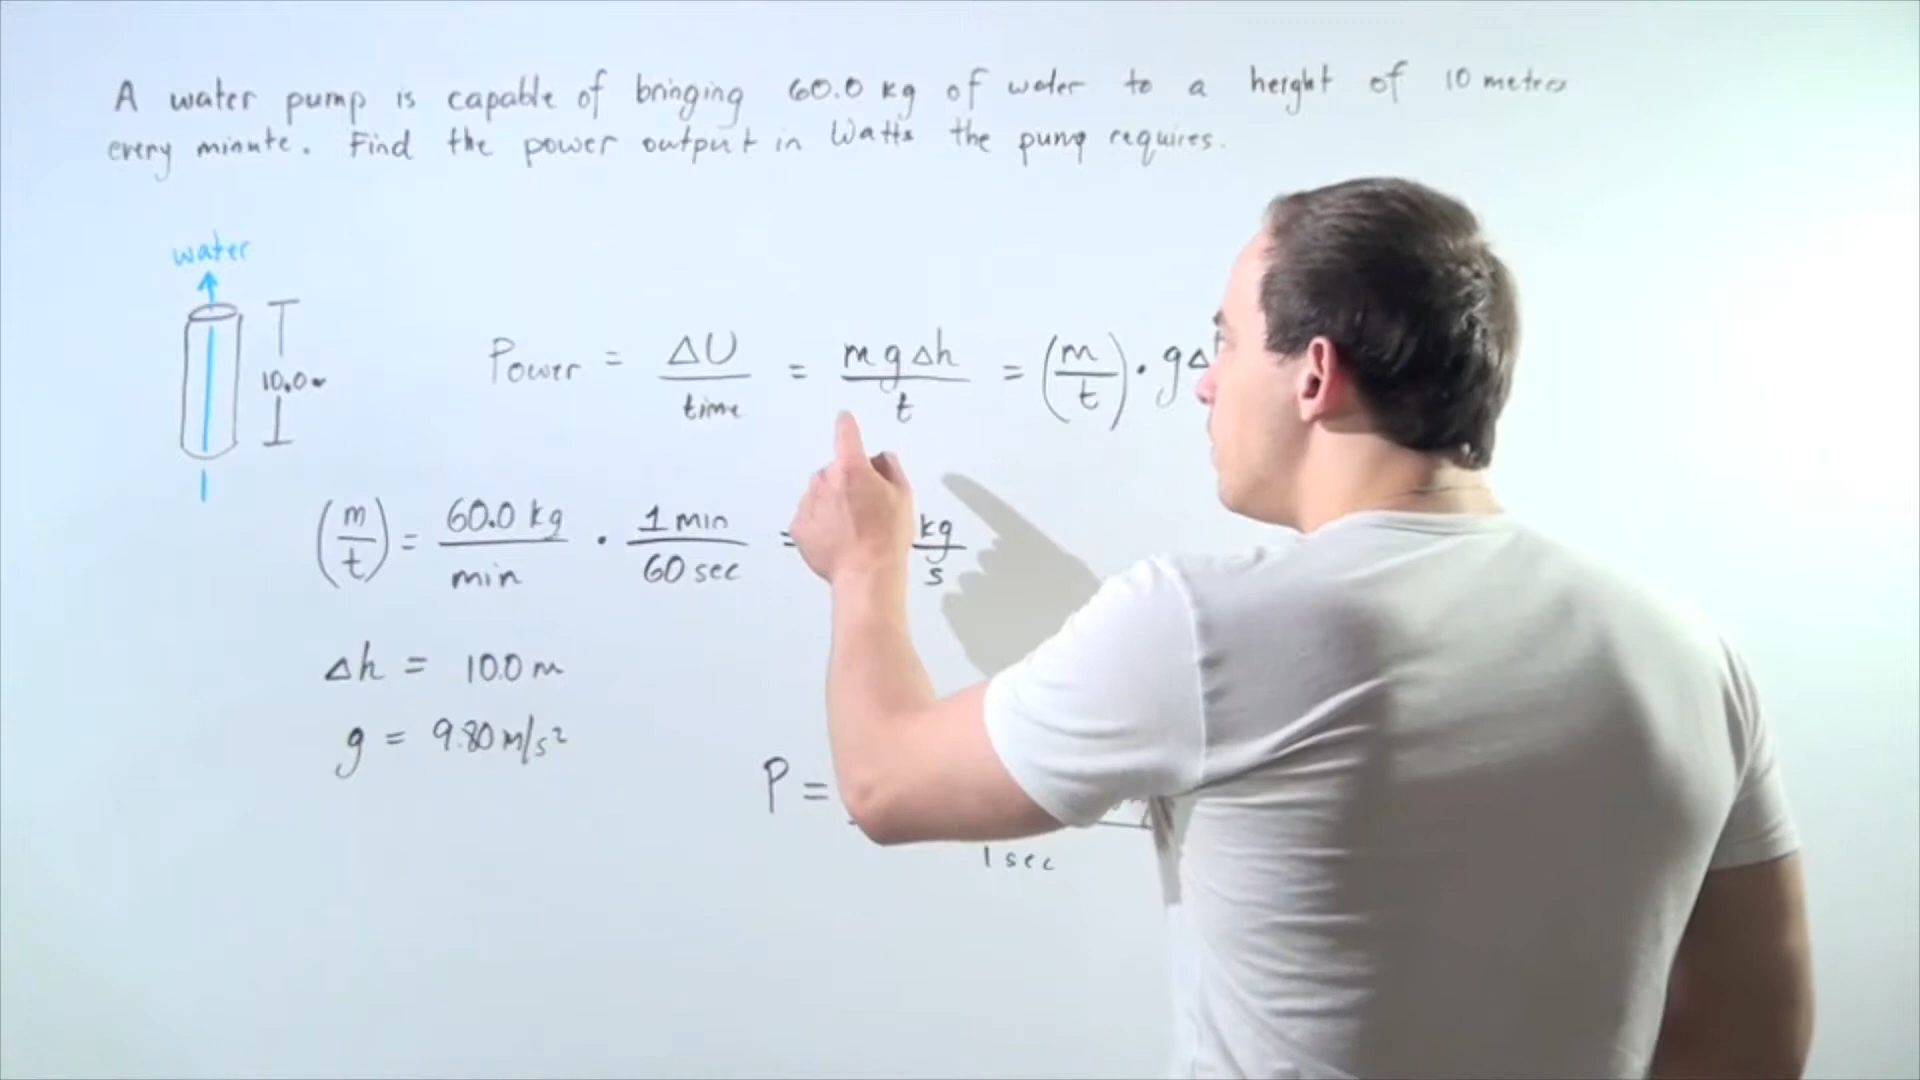 A water pump is capable of bringing 60.0 kg of water to a height of 10 meters
every minute. Find the power output in Watts the pump requires.
water
10.0m
Power = ΔU/time = mgΔh/t = (m/t) · gΔ
(m/t) = 60.0 kg/min · 1 min/60 sec = kg/s
Δh = 10.0 m
g = 9.80 m/s²
P =
1 sec